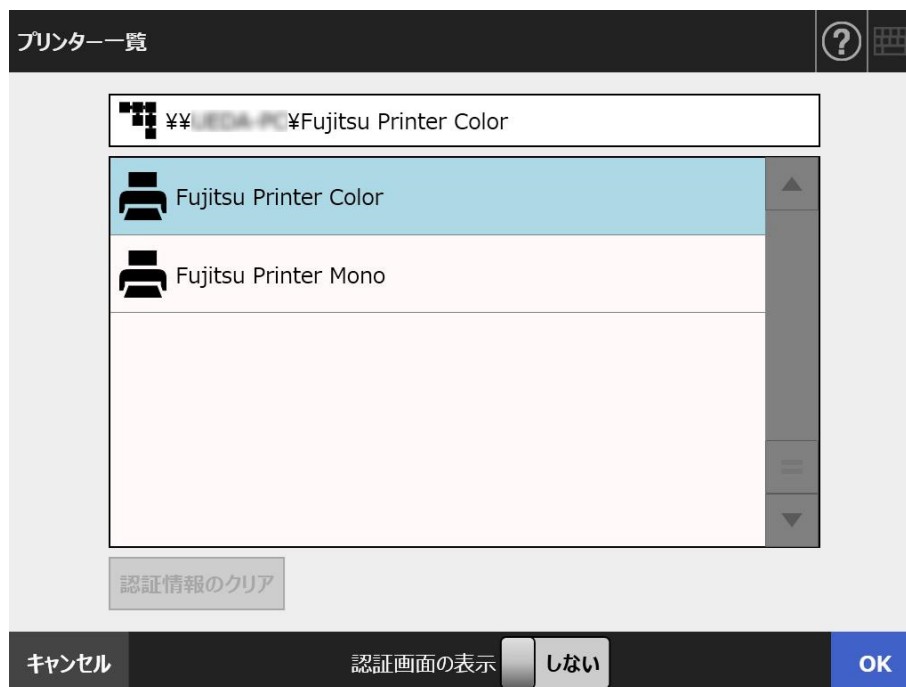 プリンター一覧
?
¥¥ ¥Fujitsu Printer Color
Fujitsu Printer Color
Fujitsu Printer Mono
認証情報のクリア
キャンセル 認証画面の表示 しない OK